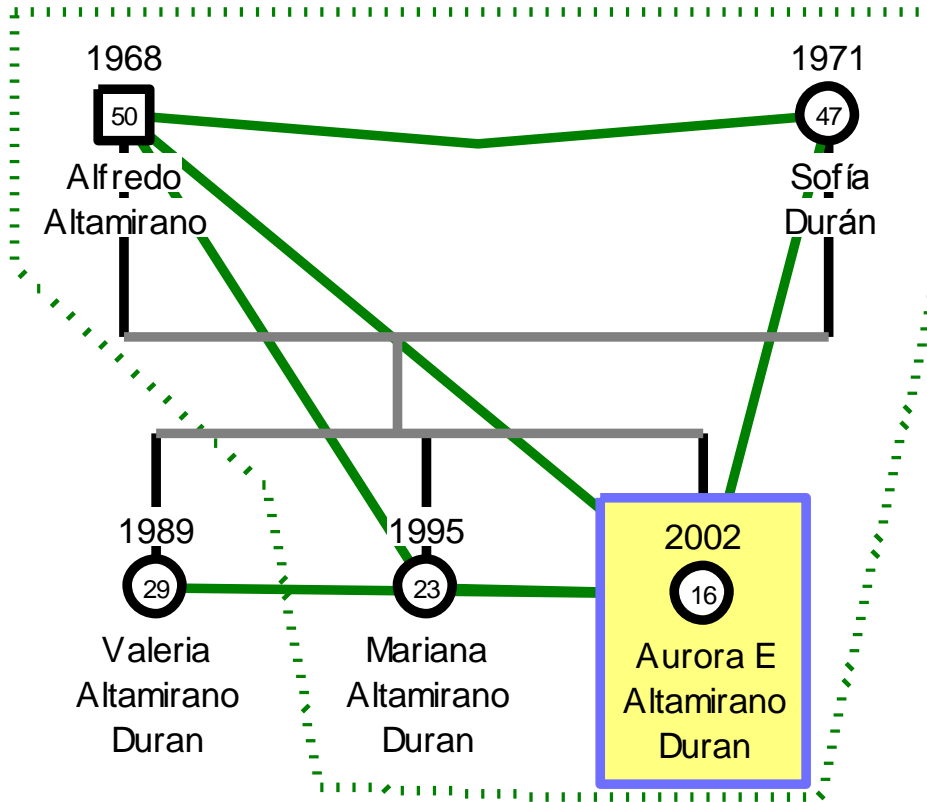 1968
50
Alfredo
Altamirano
1971
47
Sofía
Durán
1989
29
Valeria
Altamirano
Duran
1995
23
Mariana
Altamirano
Duran
2002
16
Aurora E
Altamirano
Duran